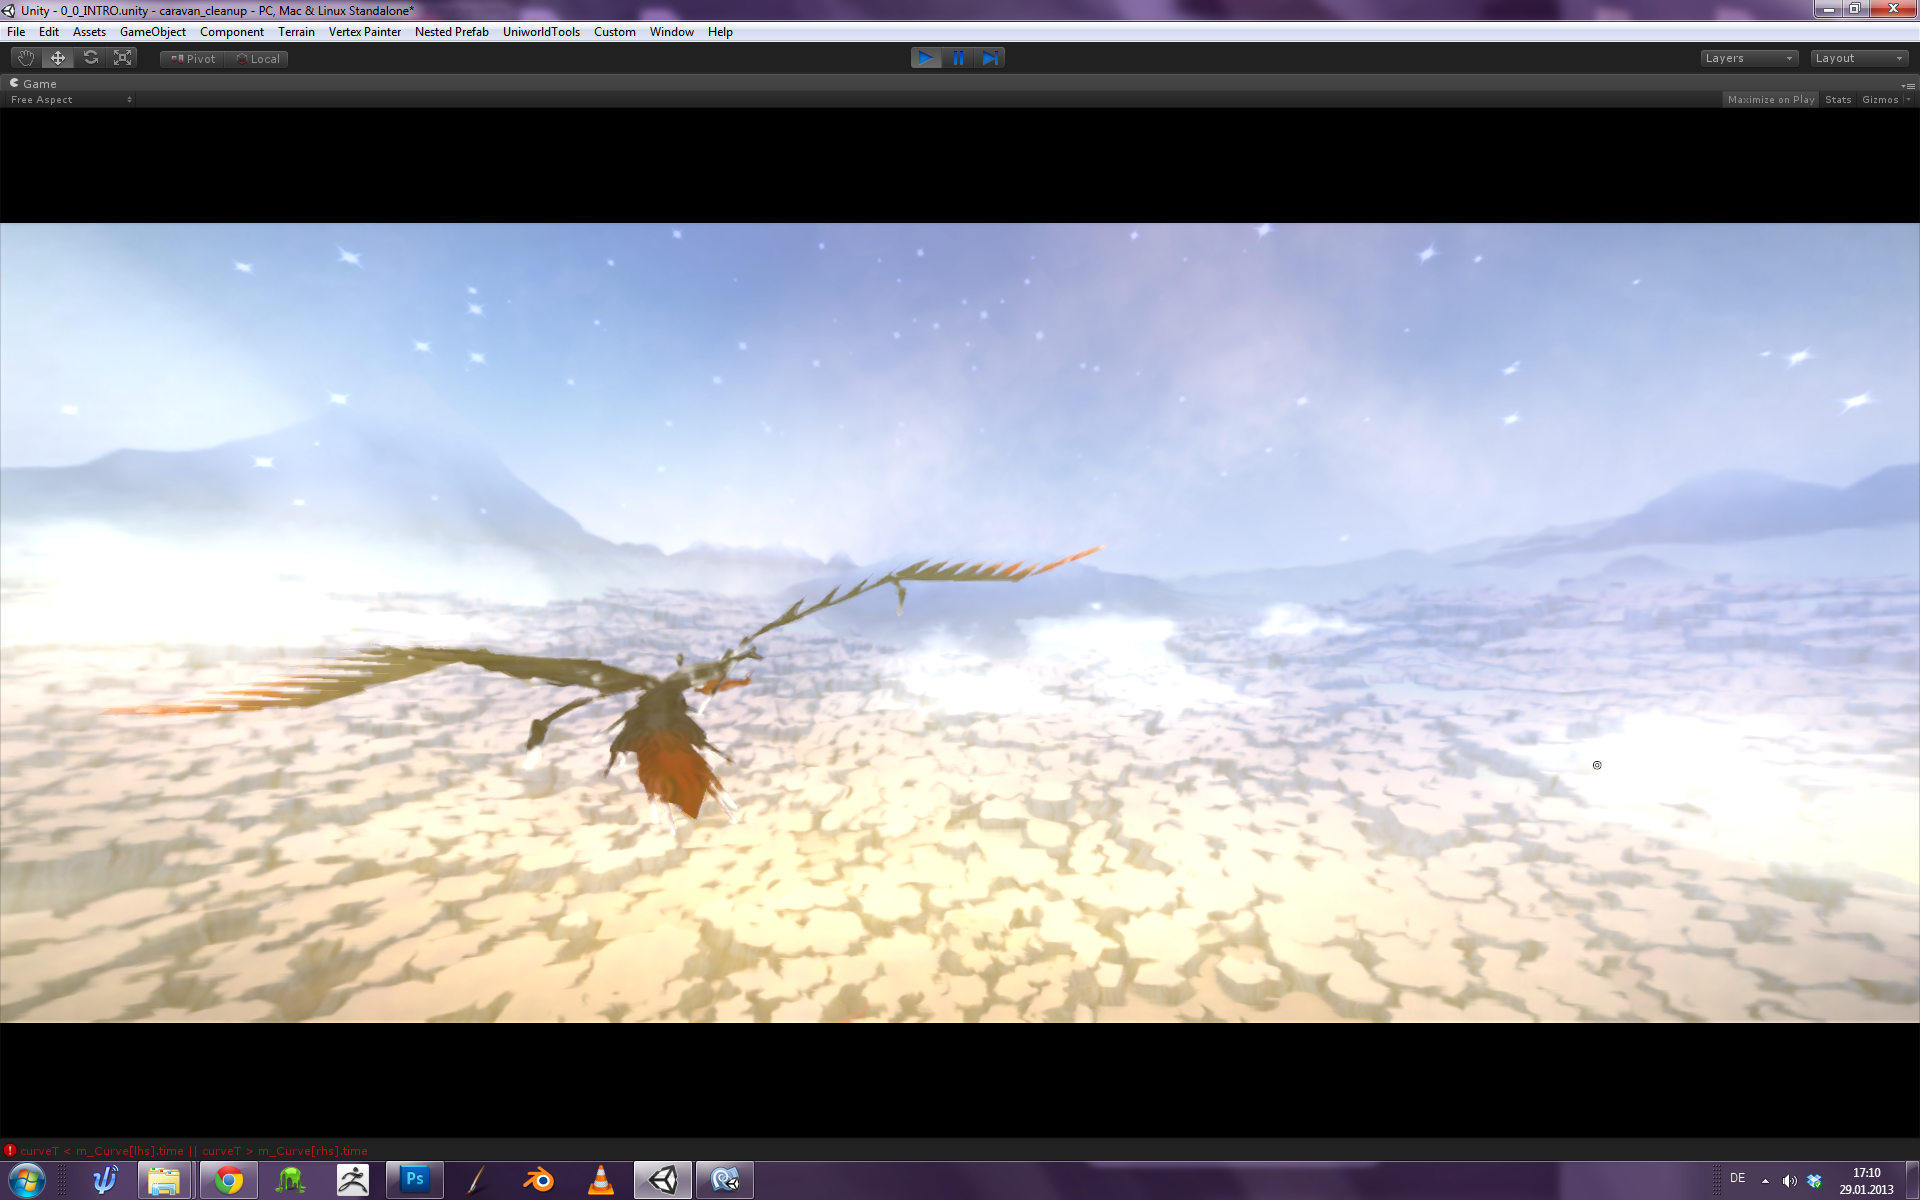 Unity - 0_0_INTRO.unity - caravan_cleanup - PC, Mac & Linux Standalone*
File Edit Assets GameObject Component Terrain Vertex Painter Nested Prefab UniworldTools Custom Window Help
Pivot Local Layers Layout
Game
Free Aspect Maximize on Play Stats Gizmos
curveT < m_Curve[lhs].time || curveT > m_Curve[rhs].time
Ps DE 17:10
29.01.2013